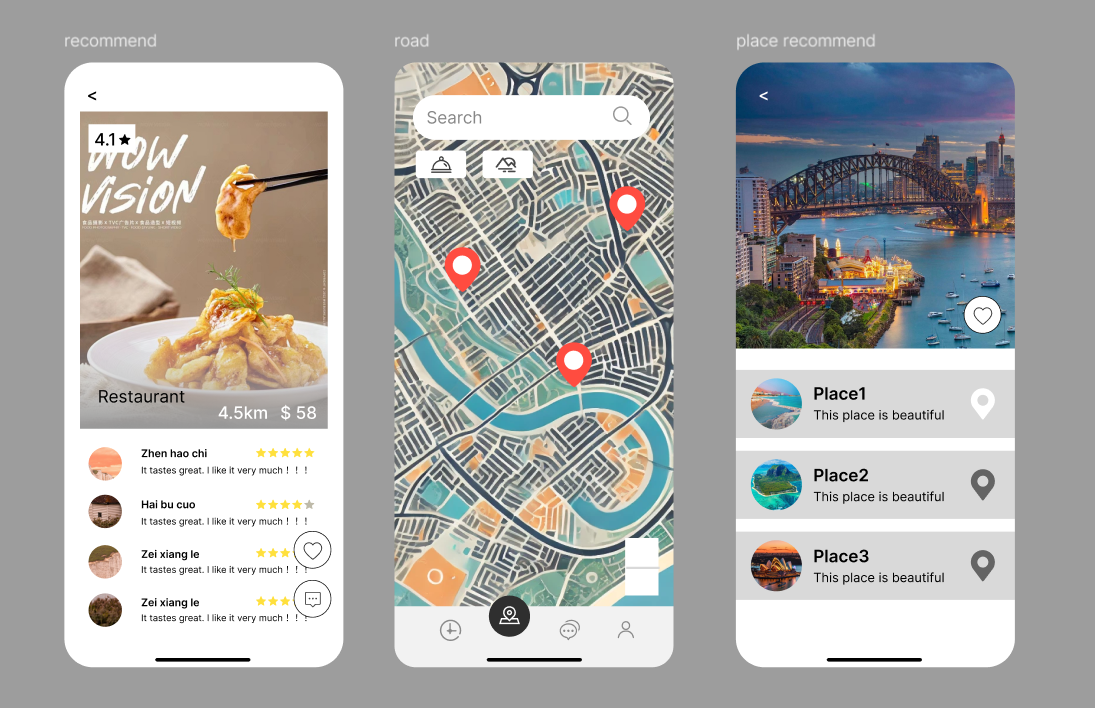 recommend
<
4.1
WOW
VISION
Restaurant
4.5km $ 58
Zhen hao chi
It tastes great. I like it very much！！！
Hai bu cuo
It tastes great. I like it very much！！！
Zei xiang le
It tastes great. I like it very much！！！
Zei xiang le
It tastes great. I like it very much！！！
road
Search
place recommend
<
Place1
This place is beautiful
Place2
This place is beautiful
Place3
This place is beautiful